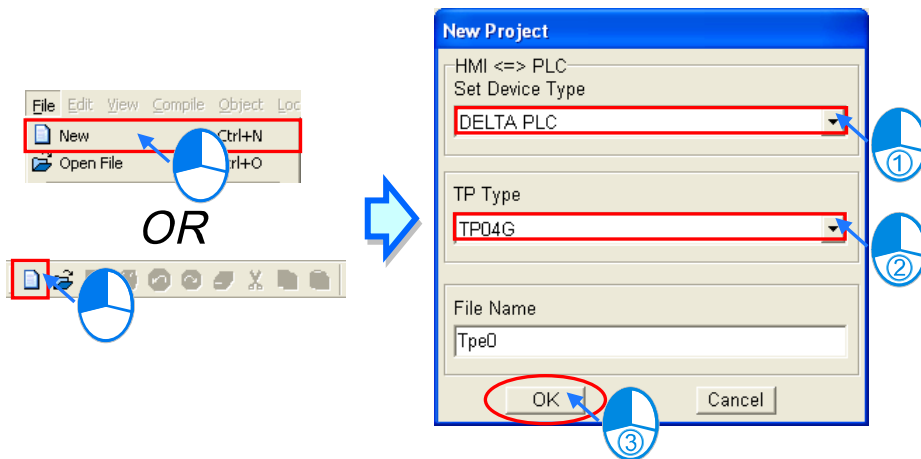 File Edit View Compile Object Loc
New Ctrl+N
Open File
OR
New Project
HMI <=> PLC
Set Device Type
DELTA PLC
①
TP Type
TP04G
②
File Name
Tpe0
OK Cancel
③